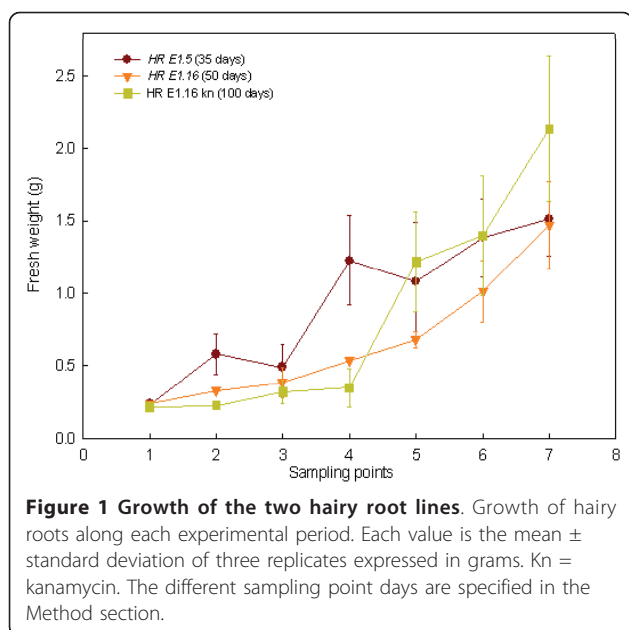 HR E1.5 (35 days)
HR E1.16 (50 days)
HR E1.16 kn (100 days)
2.5
2.0
1.5
1.0
0.5
0.0
Fresh weight (g)
1 2 3 4 5 6 7 8
Sampling points
Figure 1 Growth of the two hairy root lines. Growth of hairy
roots along each experimental period. Each value is the mean ±
standard deviation of three replicates expressed in grams. Kn =
kanamycin. The different sampling point days are specified in the
Method section.